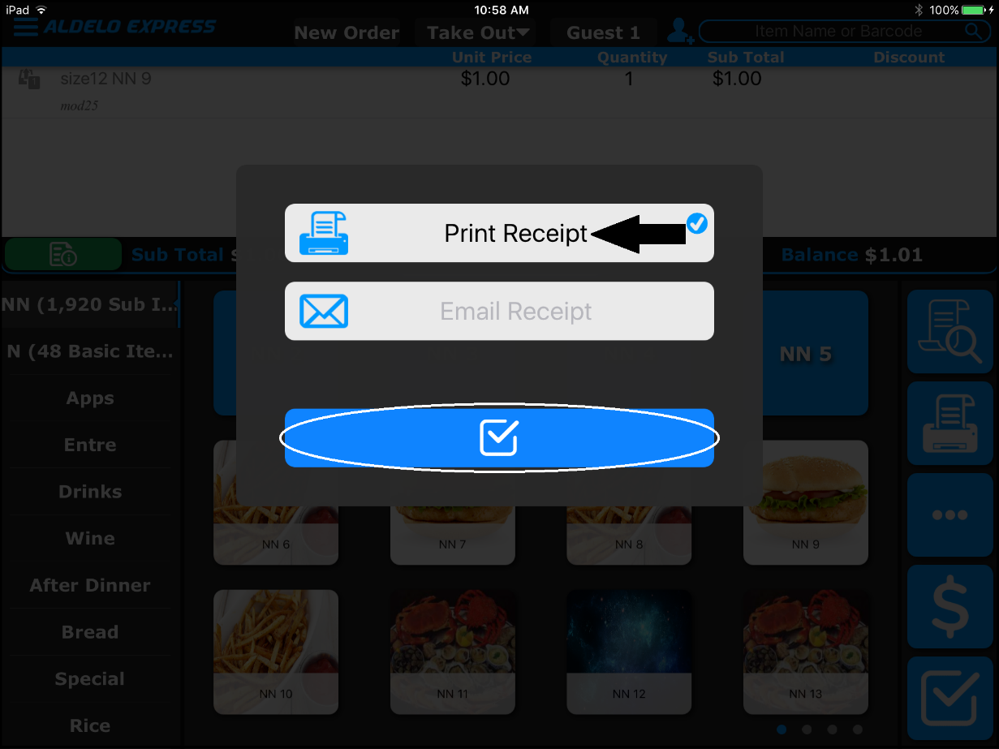 iPad 10:58 AM 100%
ALDELO EXPRESS New Order Take Out Guest 1 Item Name or Barcode
Unit Price Quantity Sub Total Discount
size12 NN 9 $1.00 1 $1.00
mod25
Print Receipt
Sub Total Balance $1.01
NN (1,920 Sub I...
Email Receipt
N (48 Basic Ite...
NN 5
Apps
Entre
Drinks
Wine
NN 6 NN 7 NN 8 NN 9
After Dinner
Bread
Special
NN 10 NN 11 NN 12 NN 13
Rice